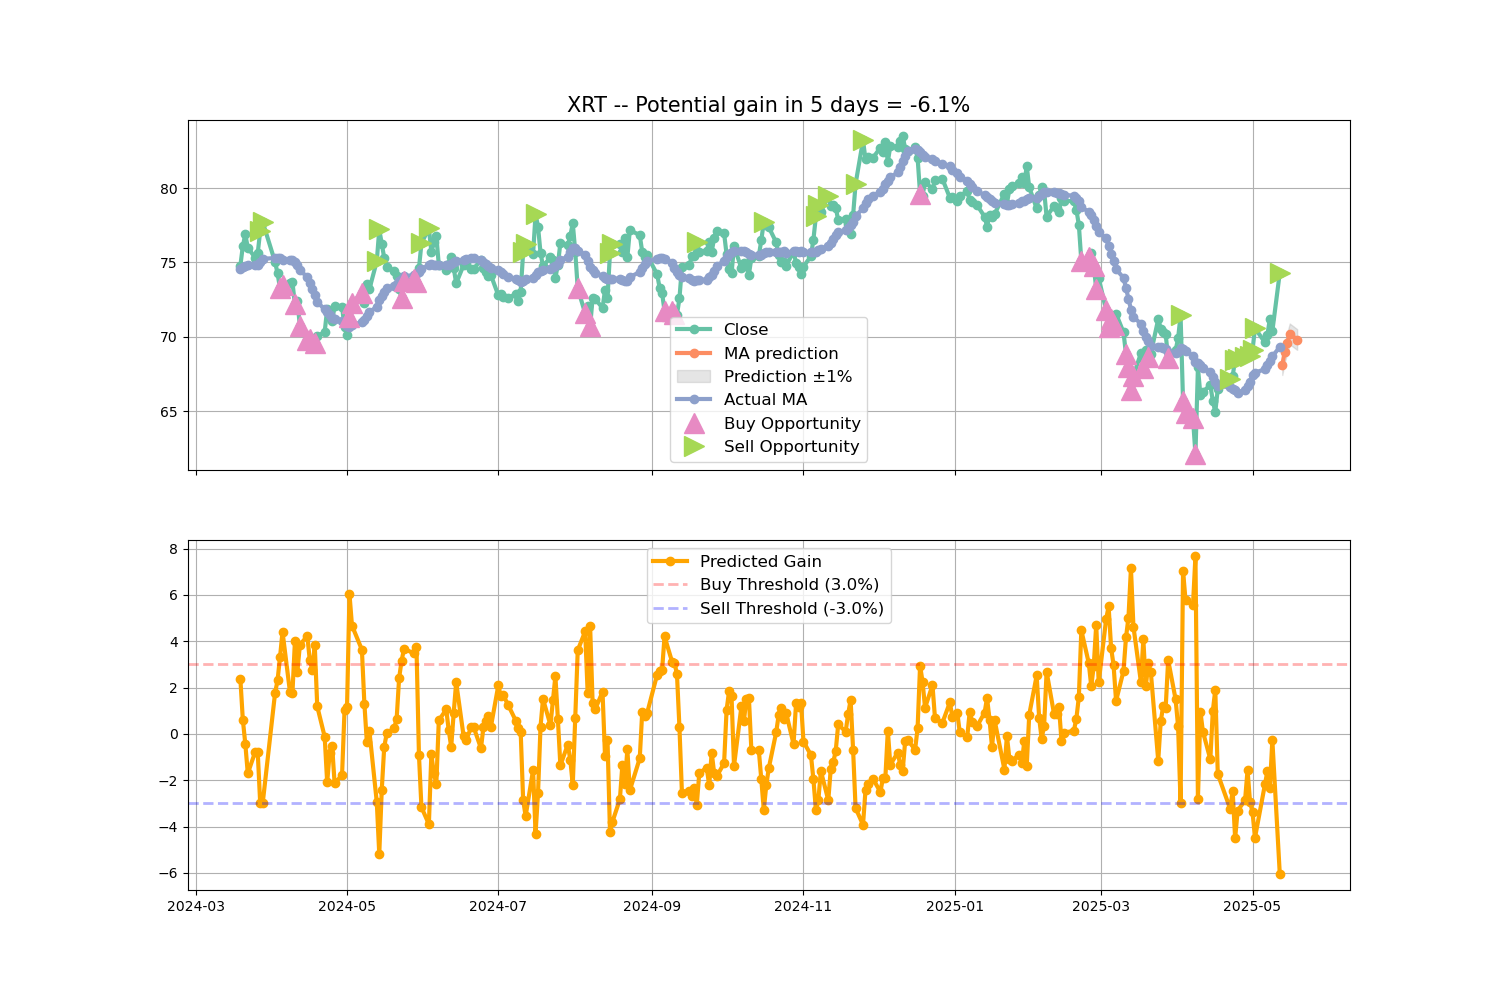 XRT -- Potential gain in 5 days = -6.1%
80
75
70
65
Close
MA prediction
Prediction ±1%
Actual MA
Buy Opportunity
Sell Opportunity
8
6
4
2
0
−2
−4
−6
Predicted Gain
Buy Threshold (3.0%)
Sell Threshold (-3.0%)
2024-03
2024-05
2024-07
2024-09
2024-11
2025-01
2025-03
2025-05